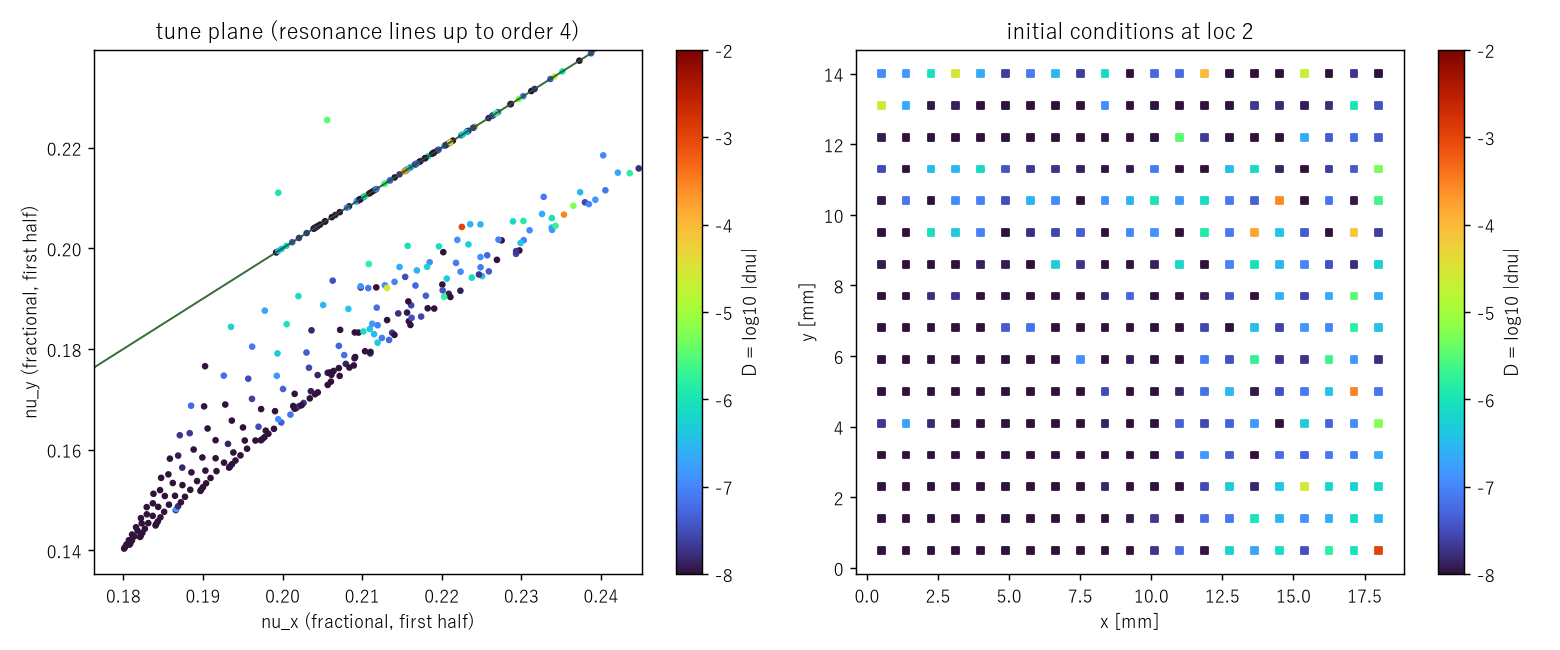 tune plane (resonance lines up to order 4)
initial conditions at loc 2
nu_y (fractional, first half)
0.22
0.20
0.18
0.16
0.14
0.18 0.19 0.20 0.21 0.22 0.23 0.24
nu_x (fractional, first half)
-2
-3
-4
-5
-6
-7
-8
D = log10 |dnu|
y [mm]
14
12
10
8
6
4
2
0
0.0 2.5 5.0 7.5 10.0 12.5 15.0 17.5
x [mm]
-2
-3
-4
-5
-6
-7
-8
D = log10 |dnu|